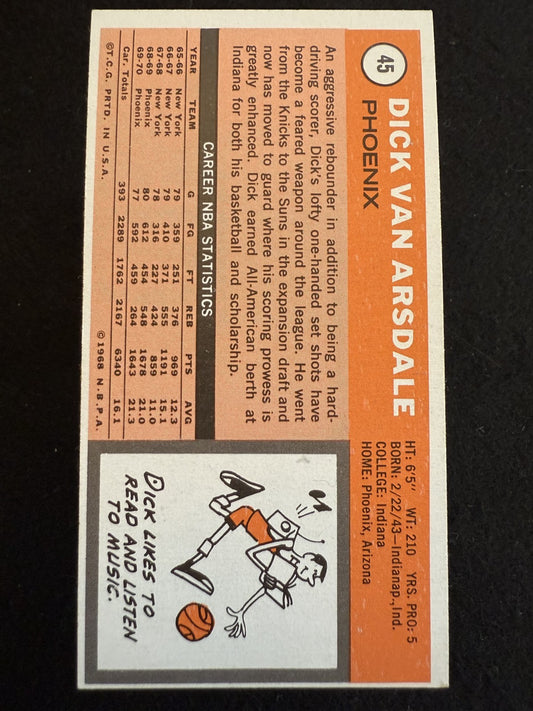 45
DICK VAN ARSDALE
PHOENIX
HT: 6'5" WT: 210 YRS. PRO: 5
BORN: 2/22/43—Indianap., Ind.
COLLEGE: Indiana
HOME: Phoenix, Arizona
An aggressive rebounder in addition to being a hard-
driving scorer, Dick's lofty one-handed set shots have
become a feared weapon around the league. He went
from the Knicks to the Suns in the expansion draft and
now has moved to guard where his scoring prowess is
greatly enhanced. Dick earned All-American berth at
Indiana for both his basketball and scholarship.
CAREER NBA STATISTICS
YEAR TEAM G FG FT REB PTS AVG
65-66 New York 79 359 251 376 969 12.3
66-67 New York 79 410 371 555 1191 15.1
67-68 New York 78 316 227 424 859 11.0
68-69 Phoenix 80 612 454 548 1678 21.0
69-70 Phoenix 77 592 459 264 1643 21.3
Car. Totals 393 2289 1762 2167 6340 16.1
©T.C.G. PRTD. IN U.S.A. ©1968 N.B.P.A.
DICK LIKES TO
READ AND LISTEN
TO MUSIC.